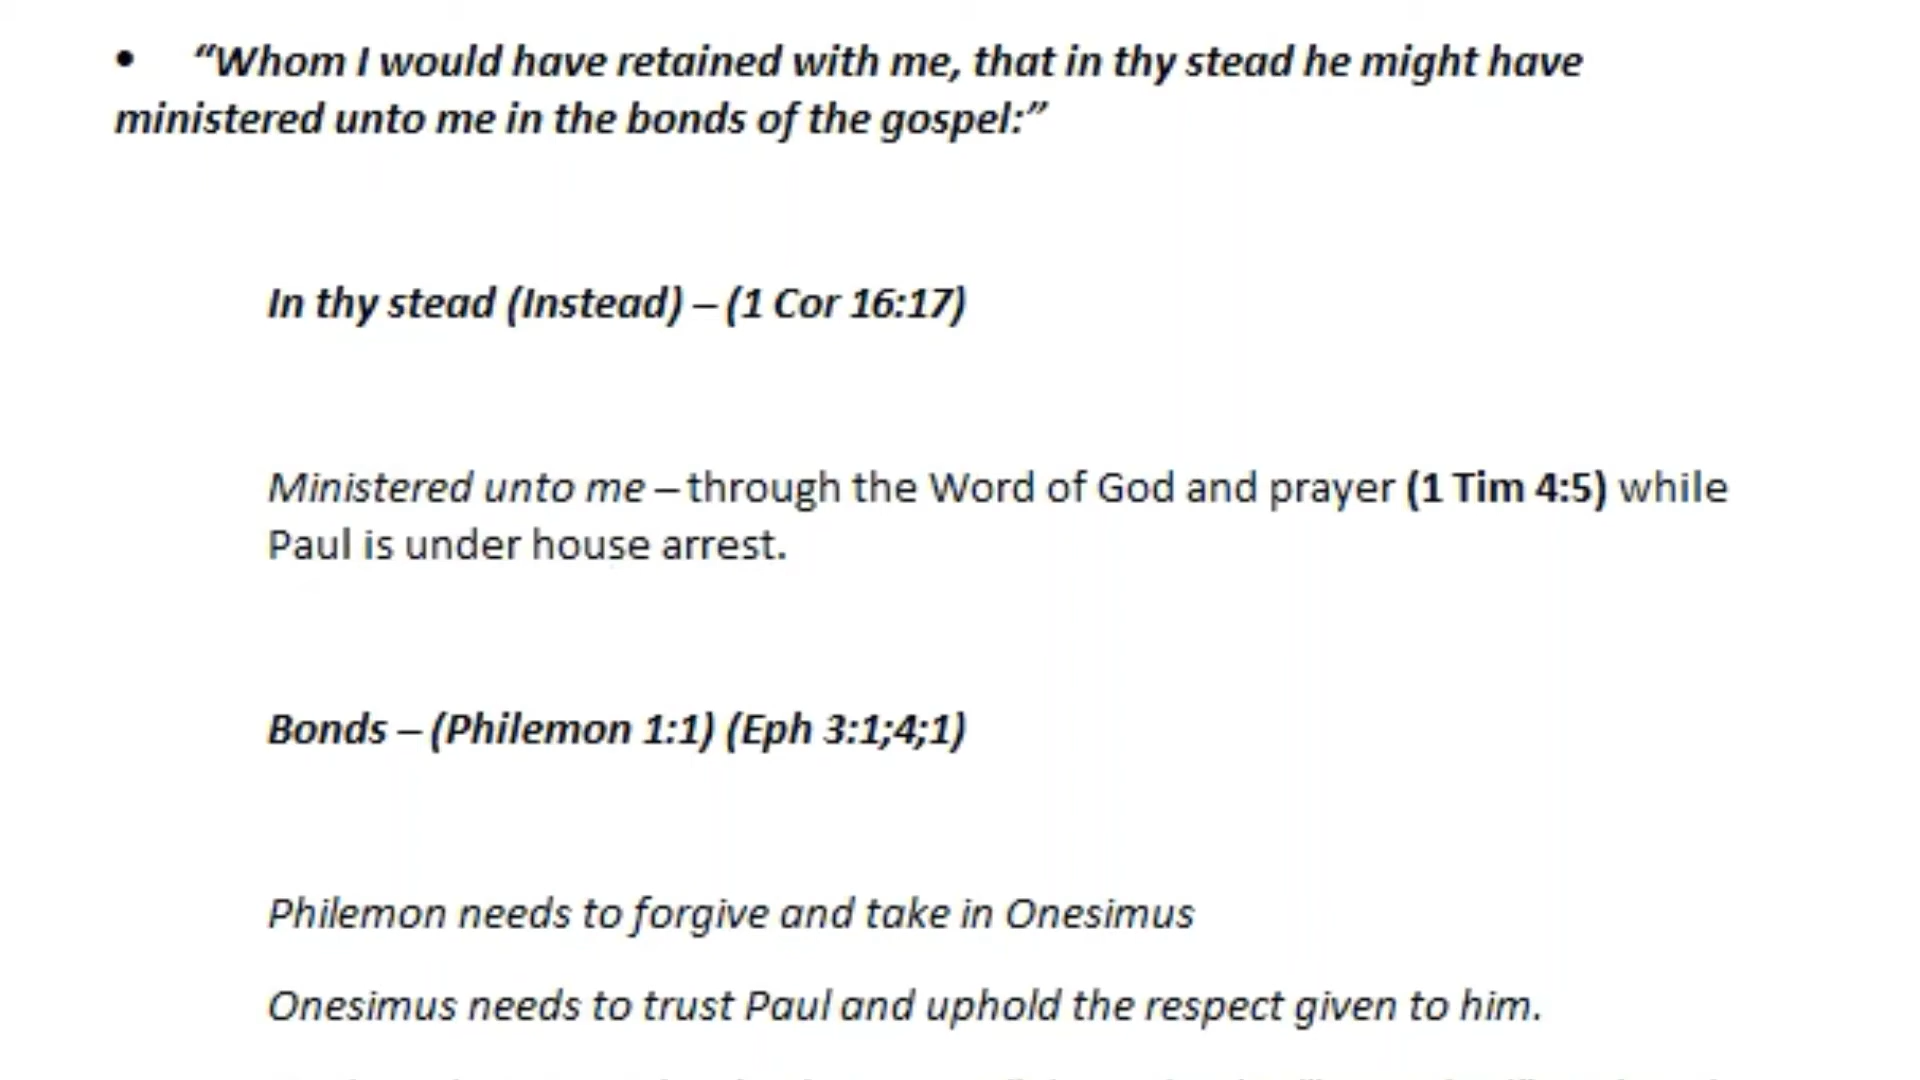 • “Whom I would have retained with me, that in thy stead he might have
ministered unto me in the bonds of the gospel:”
In thy stead (Instead) – (1 Cor 16:17)
Ministered unto me – through the Word of God and prayer (1 Tim 4:5) while
Paul is under house arrest.
Bonds – (Philemon 1:1) (Eph 3:1;4;1)
Philemon needs to forgive and take in Onesimus
Onesimus needs to trust Paul and uphold the respect given to him.